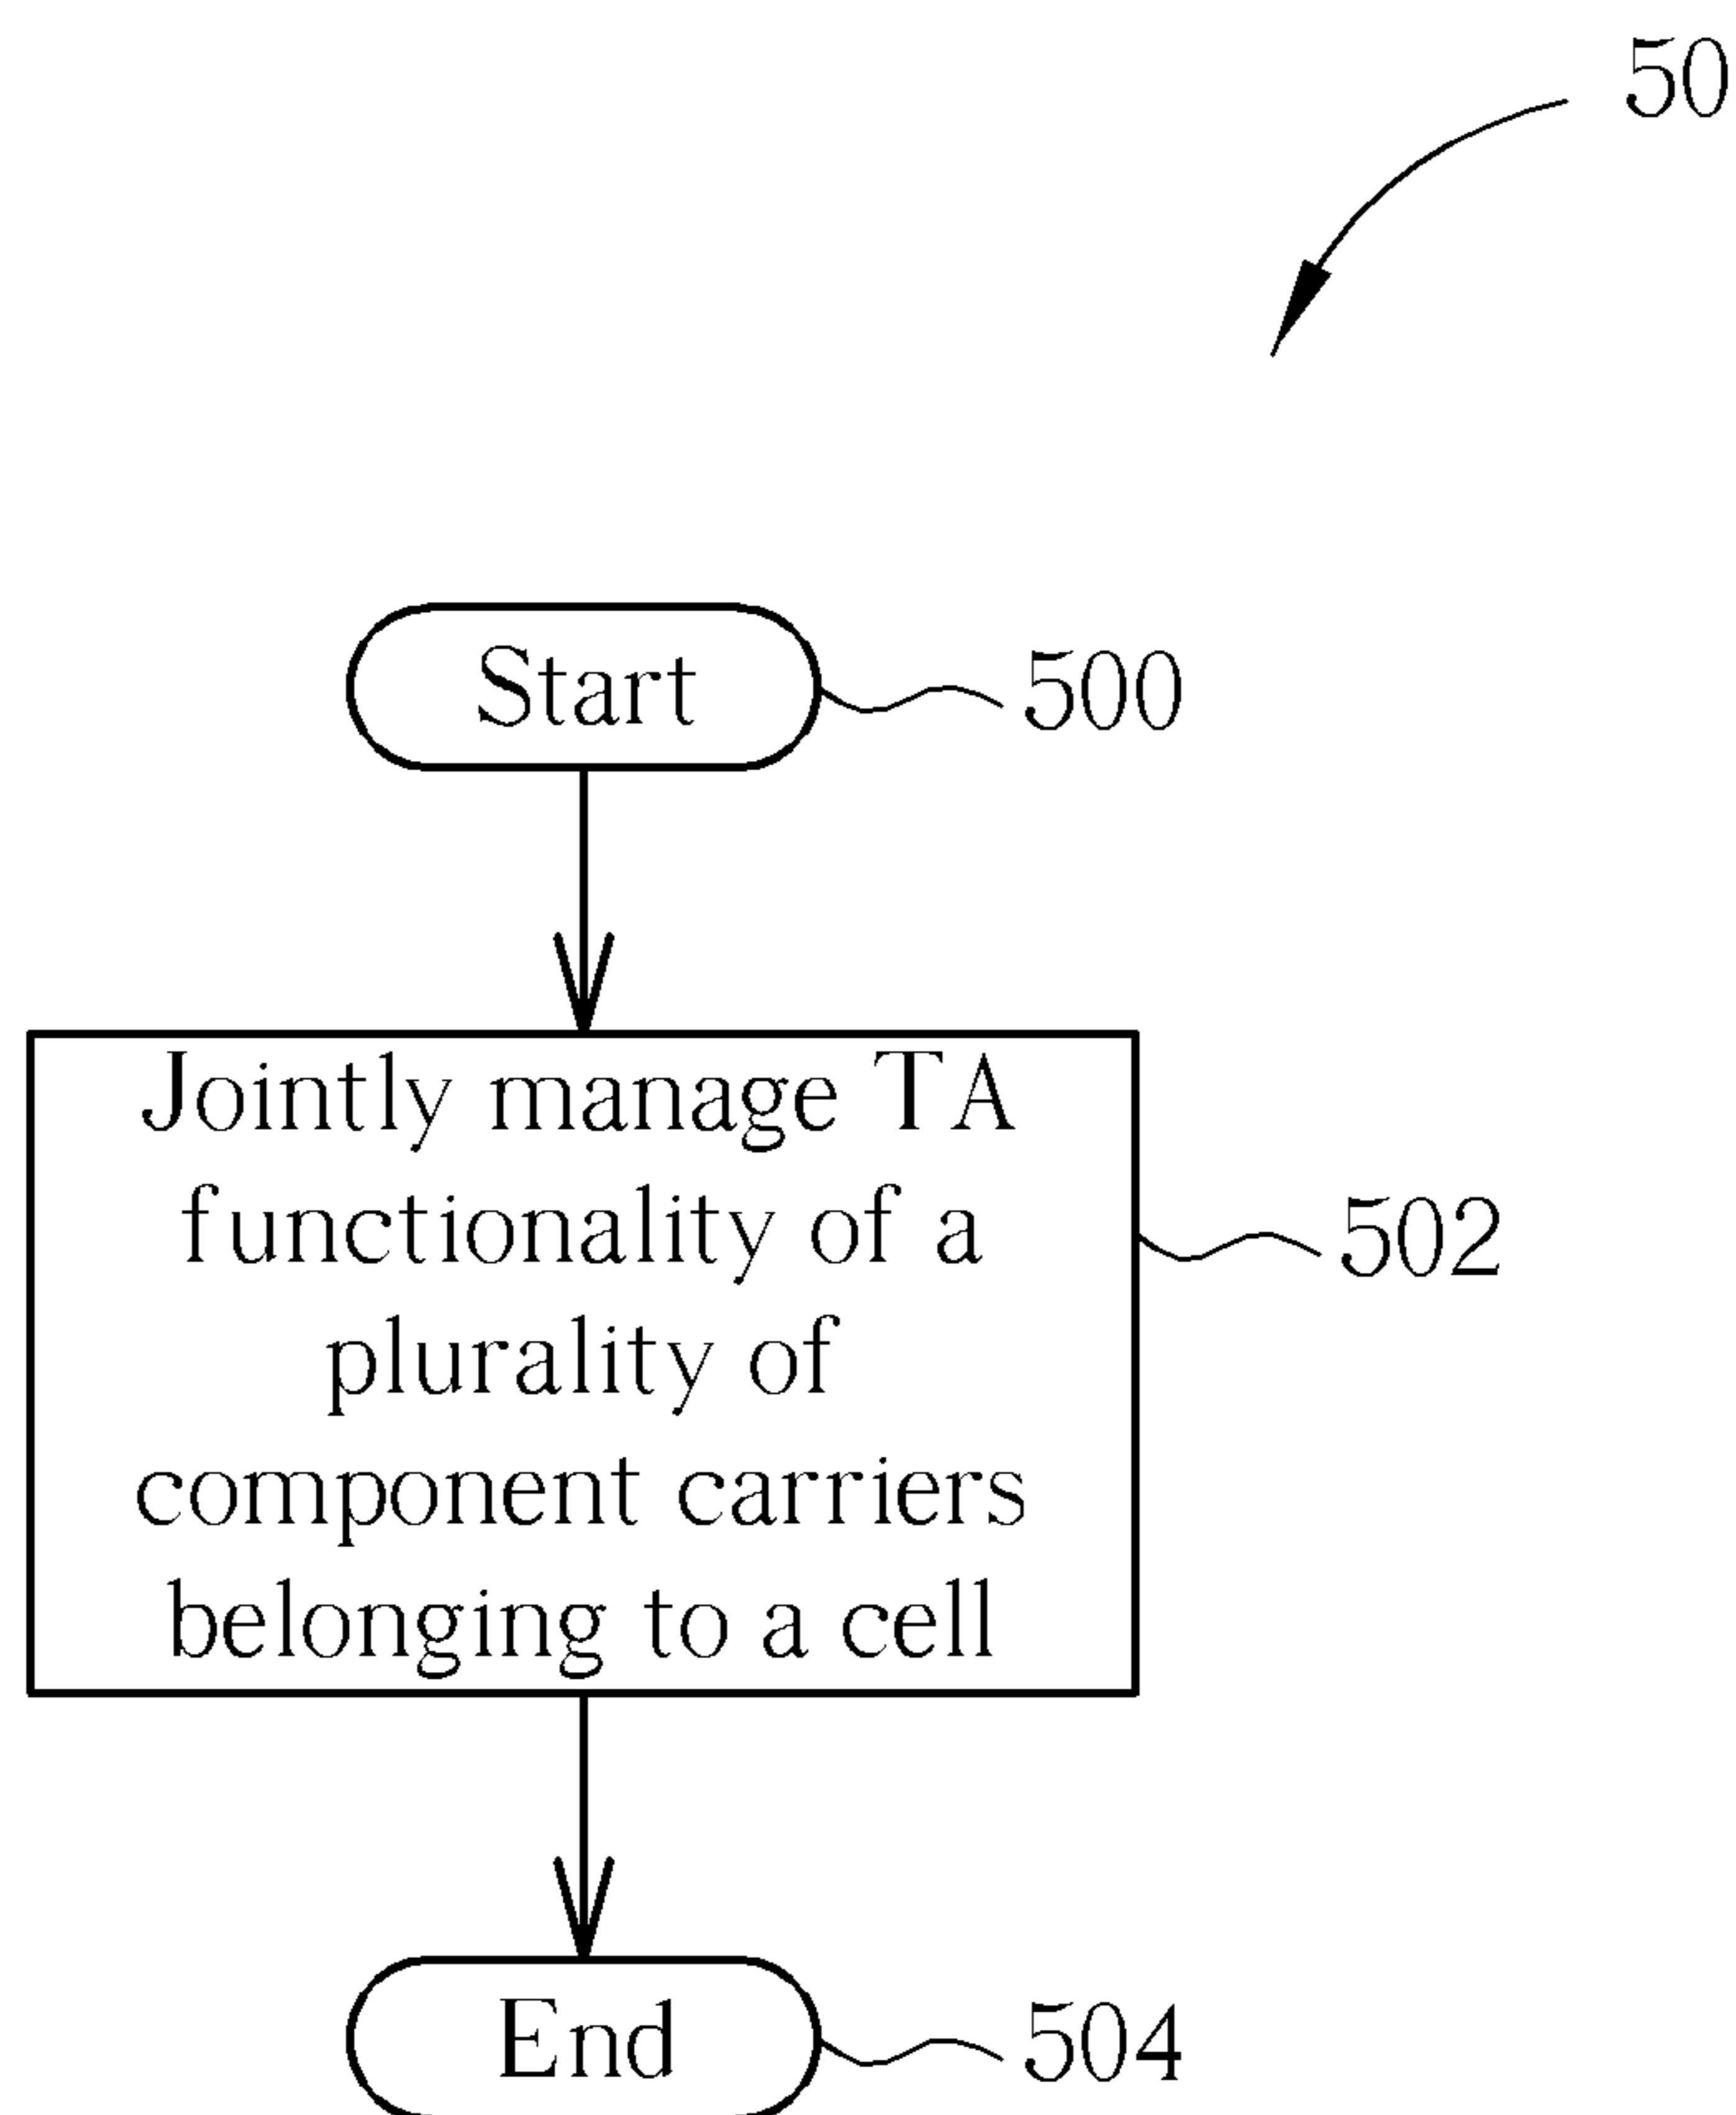 50
Start
500
Jointly manage TA
functionality of a
plurality of
component carriers
belonging to a cell
502
End
504